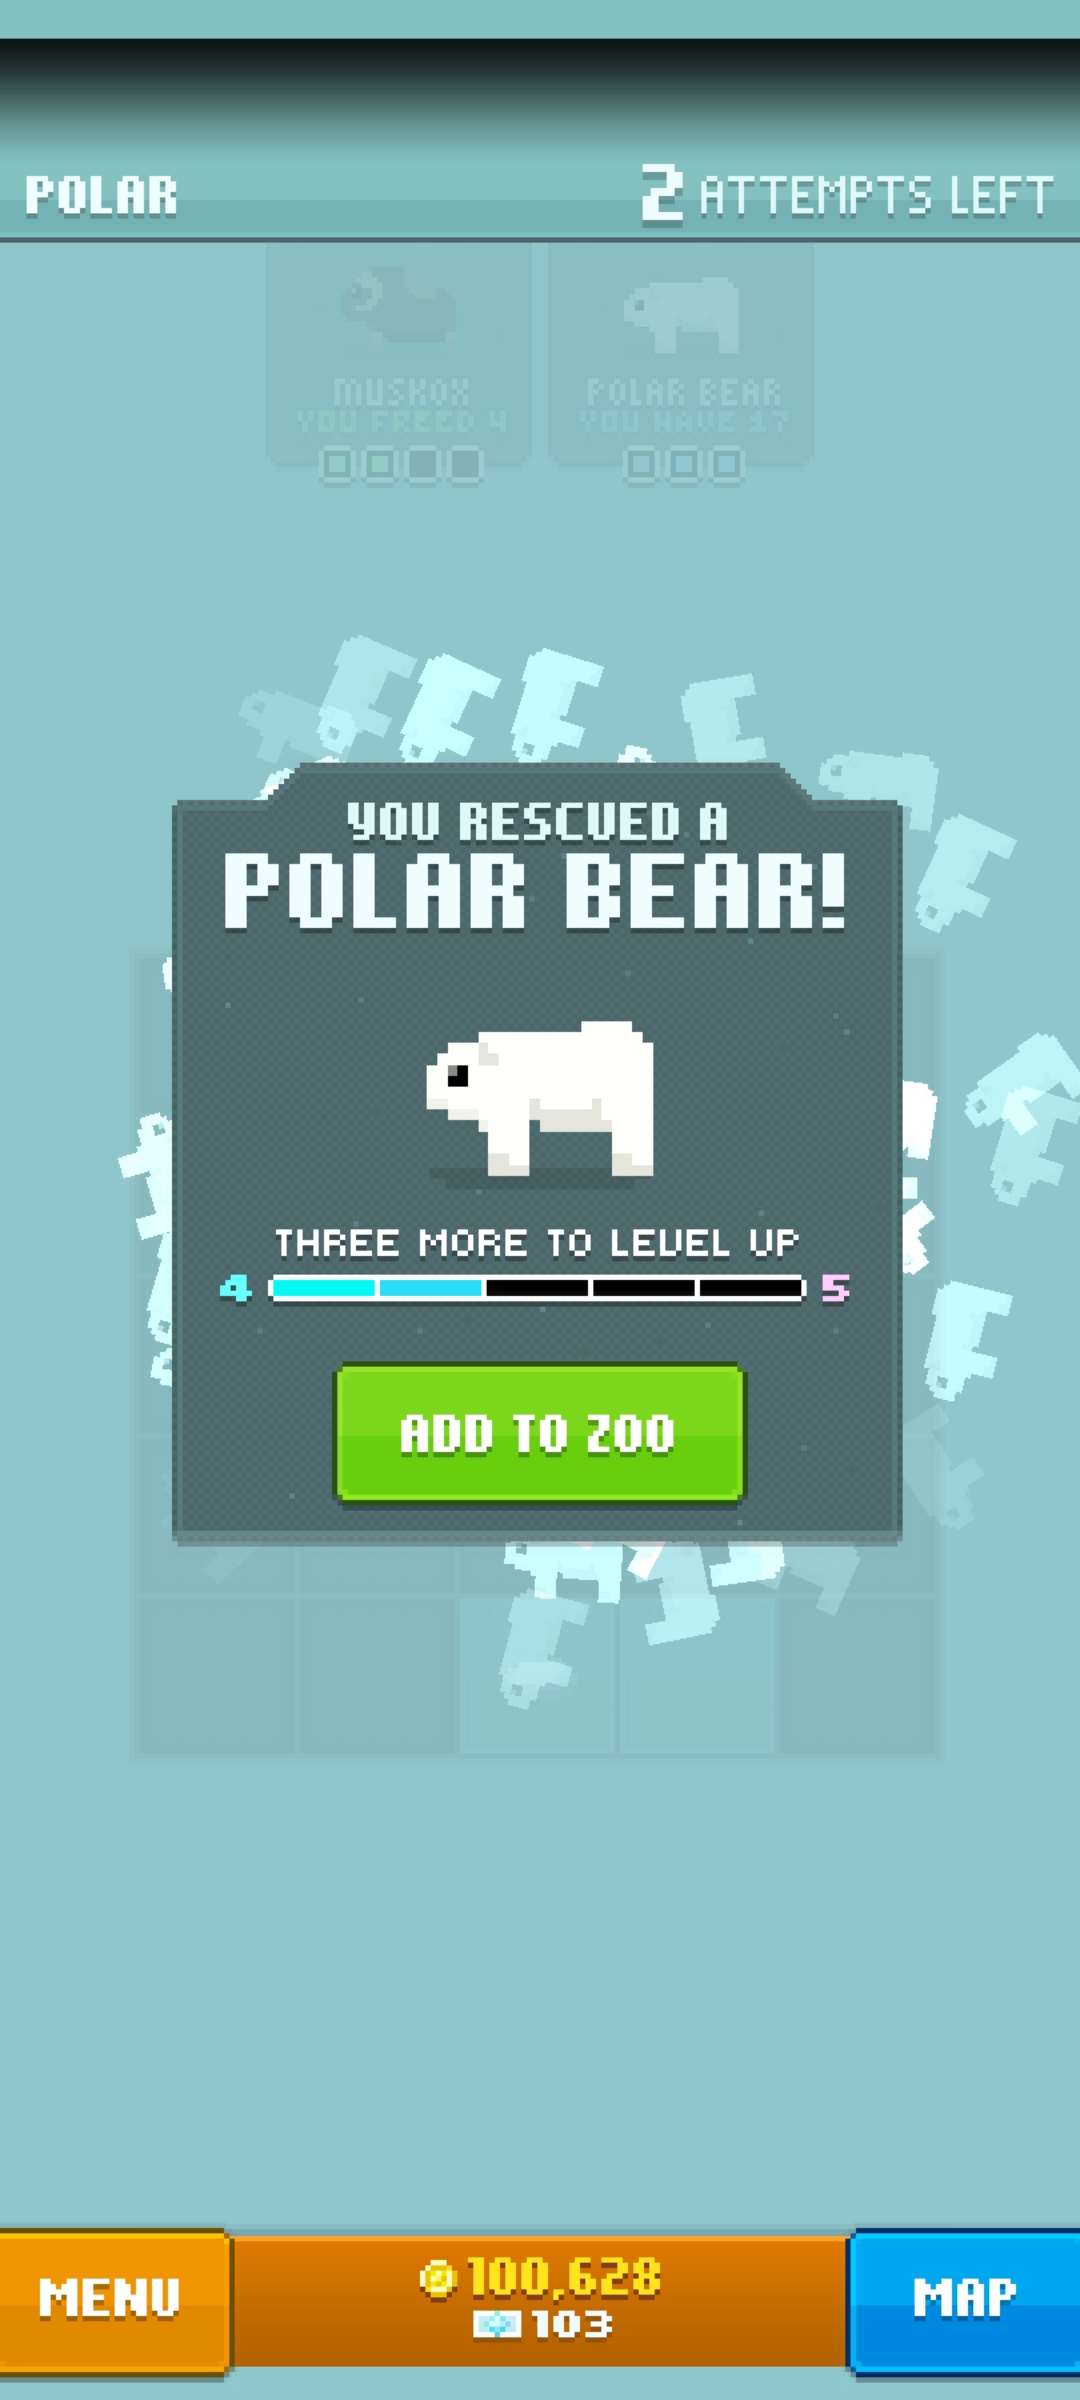 POLAR
2 ATTEMPTS LEFT
MUSKOX
YOU FREED 4
POLAR BEAR
YOU HAVE 17
YOU RESCUED A
POLAR BEAR!
THREE MORE TO LEVEL UP
4 5
ADD TO ZOO
MENU
100,628
103
MAP